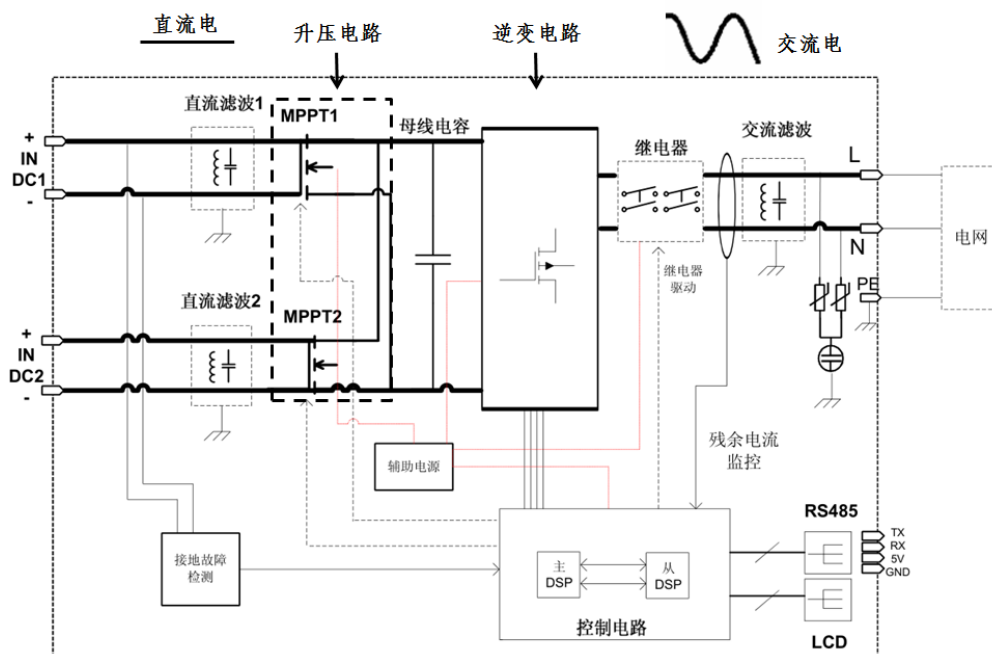 直流电
升压电路
逆变电路
交流电
直流滤波1
MPPT1
母线电容
继电器
交流滤波
+
IN
DC1
-
L
N
PE
电网
继电器
驱动
直流滤波2
MPPT2
+
IN
DC2
-
辅助电源
残余电流
监控
接地故障
检测
主
DSP
从
DSP
控制电路
RS485
TX
RX
5V
GND
LCD